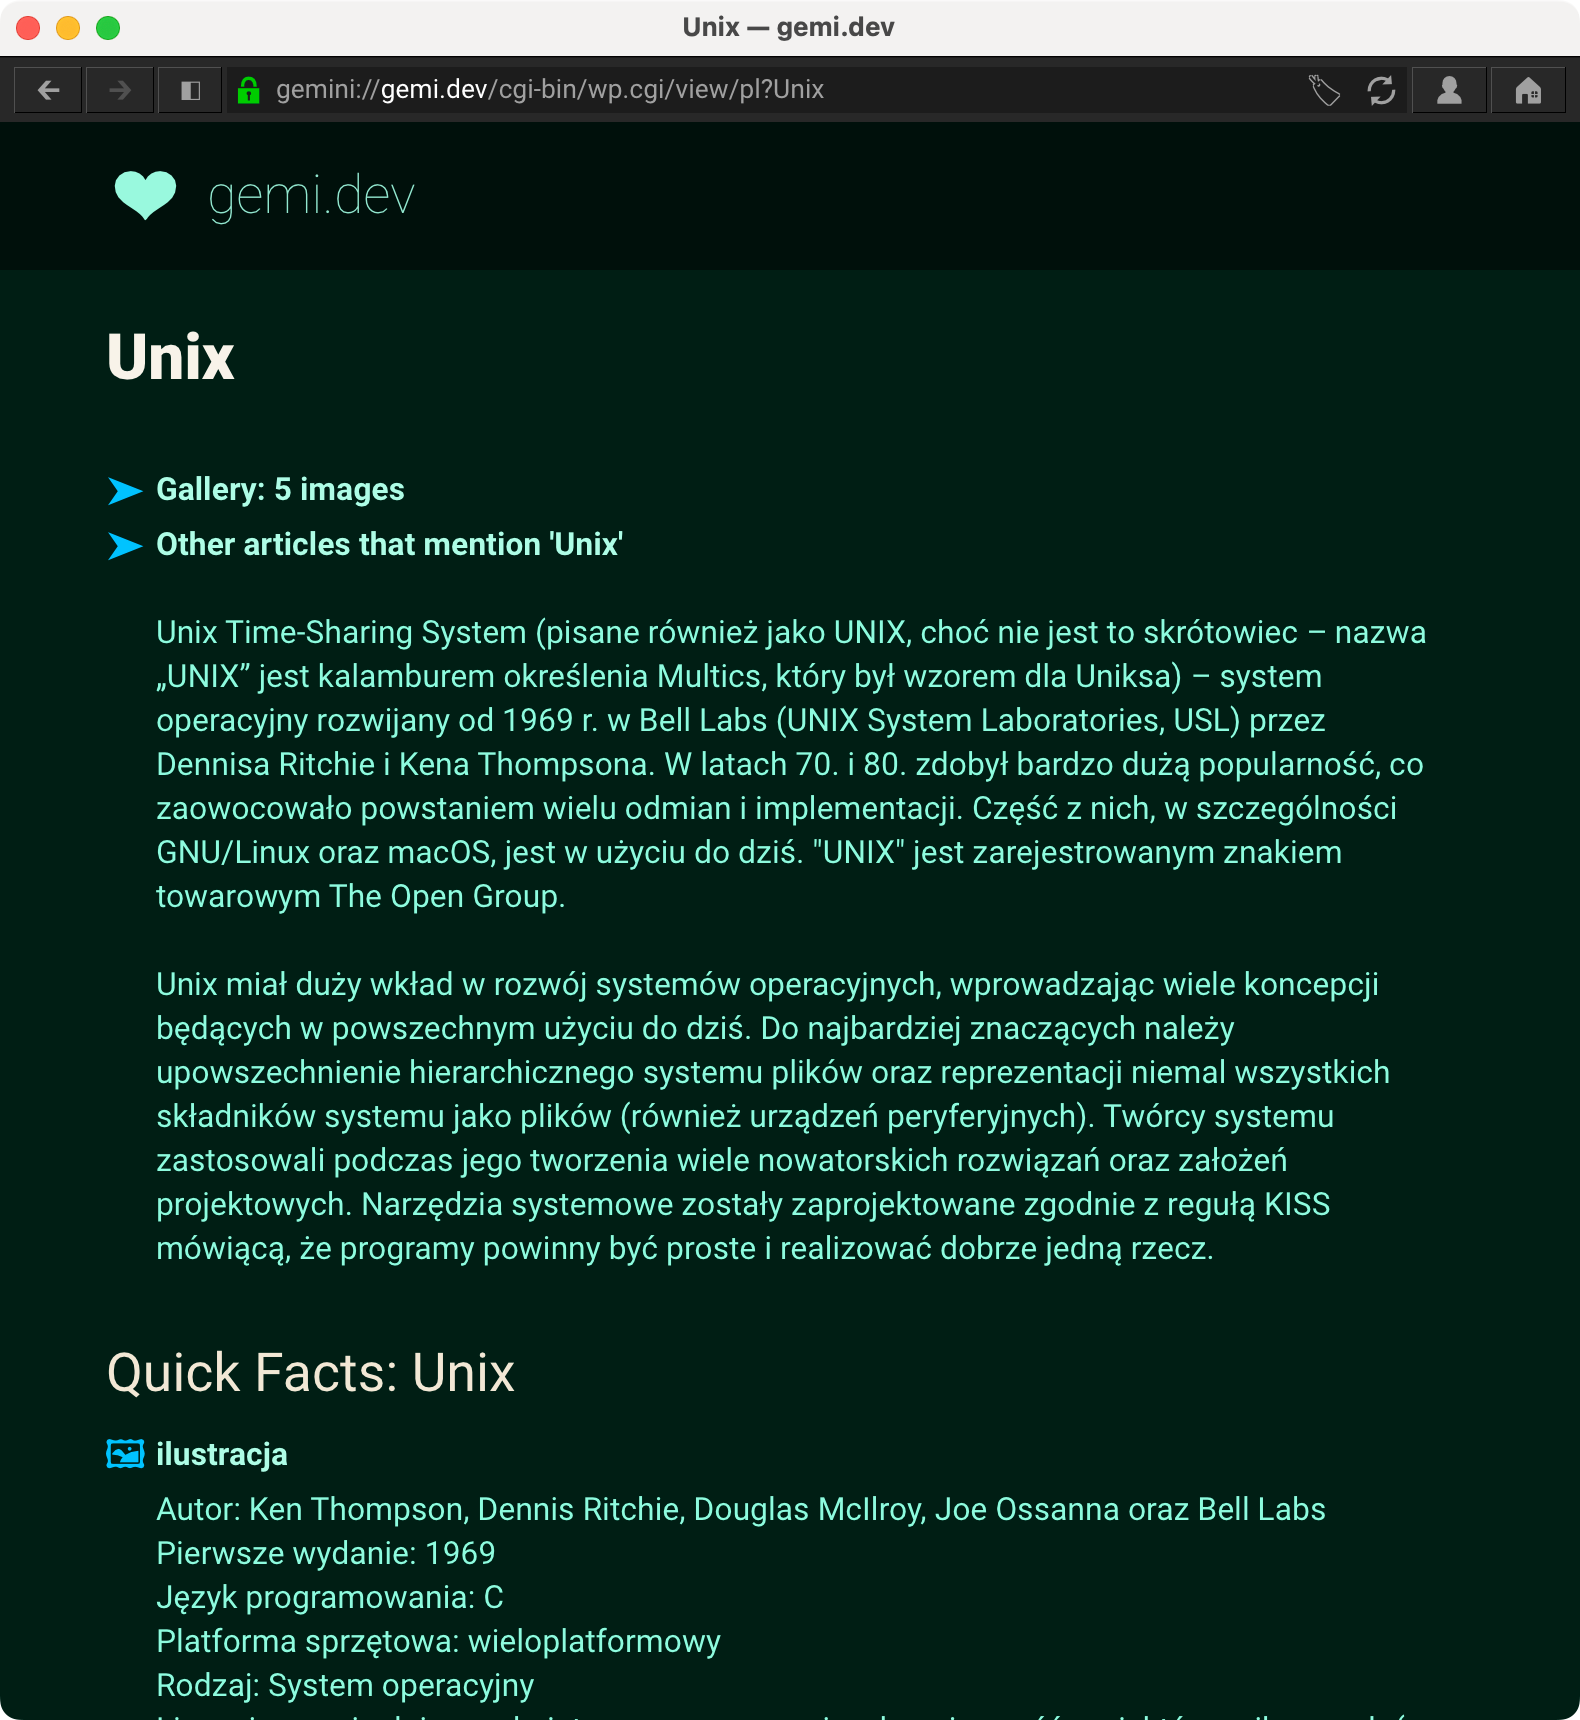 Unix — gemi.dev
gemini://gemi.dev/cgi-bin/wp.cgi/view/pl?Unix
gemi.dev
Unix
Gallery: 5 images
Other articles that mention 'Unix'
Unix Time-Sharing System (pisane również jako UNIX, choć nie jest to skrótowiec – nazwa
„UNIX” jest kalamburem określenia Multics, który był wzorem dla Uniksa) – system
operacyjny rozwijany od 1969 r. w Bell Labs (UNIX System Laboratories, USL) przez
Dennisa Ritchie i Kena Thompsona. W latach 70. i 80. zdobył bardzo dużą popularność, co
zaowocowało powstaniem wielu odmian i implementacji. Część z nich, w szczególności
GNU/Linux oraz macOS, jest w użyciu do dziś. "UNIX" jest zarejestrowanym znakiem
towarowym The Open Group.
Unix miał duży wkład w rozwój systemów operacyjnych, wprowadzając wiele koncepcji
będących w powszechnym użyciu do dziś. Do najbardziej znaczących należy
upowszechnienie hierarchicznego systemu plików oraz reprezentacji niemal wszystkich
składników systemu jako plików (również urządzeń peryferyjnych). Twórcy systemu
zastosowali podczas jego tworzenia wiele nowatorskich rozwiązań oraz założeń
projektowych. Narzędzia systemowe zostały zaprojektowane zgodnie z regułą KISS
mówiącą, że programy powinny być proste i realizować dobrze jedną rzecz.
Quick Facts: Unix
ilustracja
Autor: Ken Thompson, Dennis Ritchie, Douglas McIlroy, Joe Ossanna oraz Bell Labs
Pierwsze wydanie: 1969
Język programowania: C
Platforma sprzętowa: wieloplatformowy
Rodzaj: System operacyjny